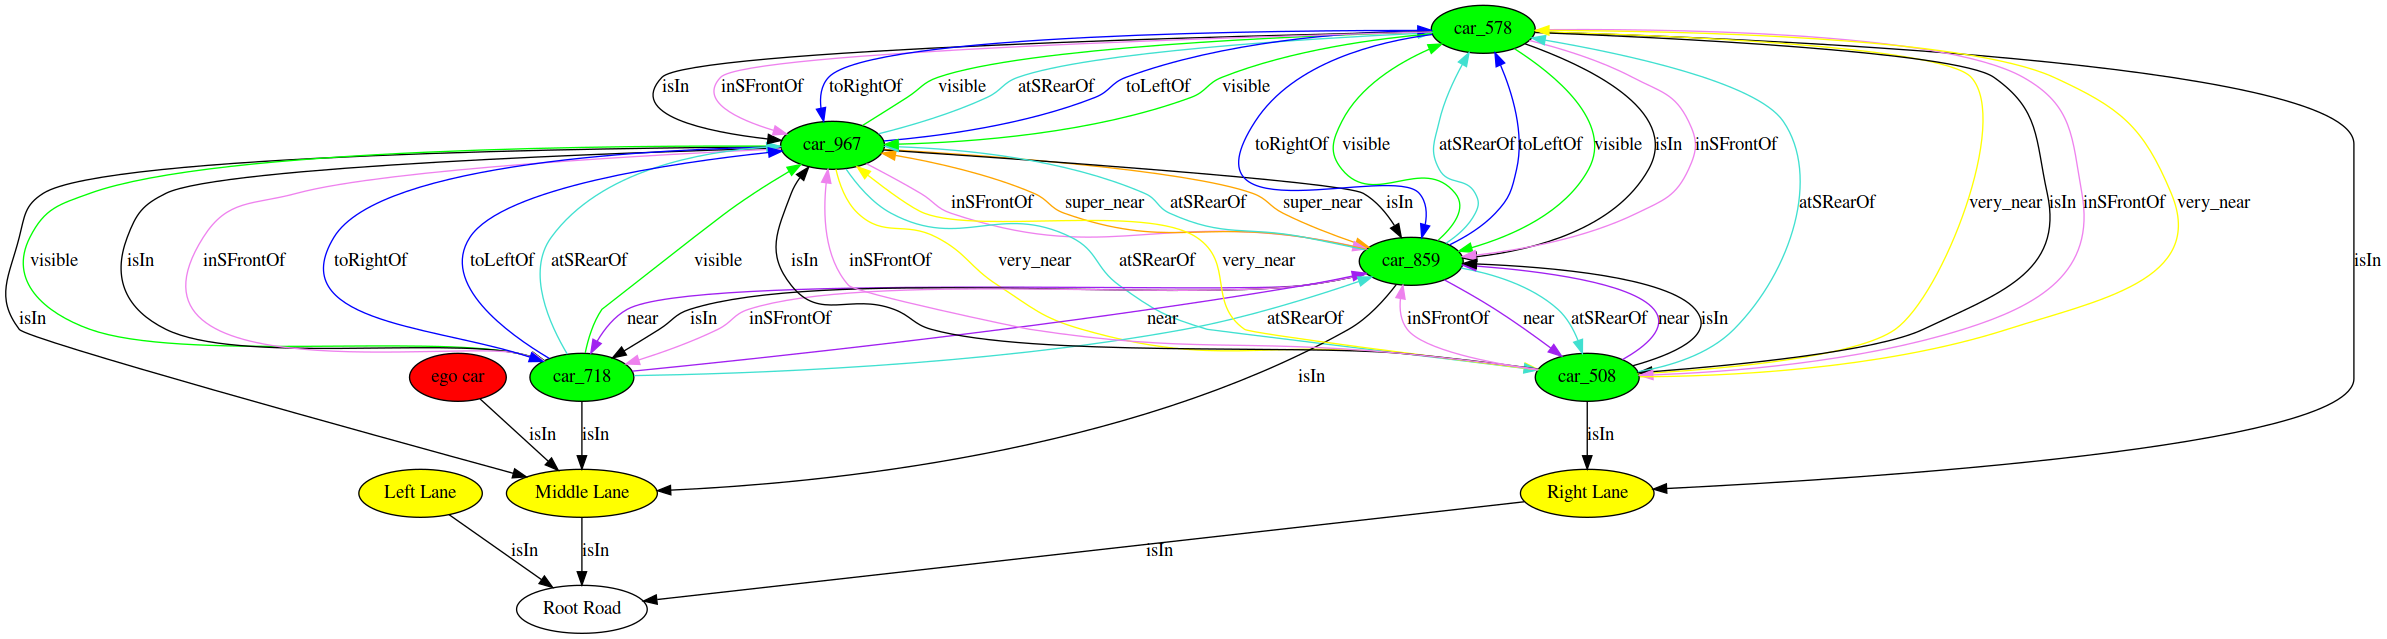 car_578
isIn inSFrontOf toRightOf visible atSRearOf toLeftOf visible
car_967 toRightOf visible atSRearOf toLeftOf visible isIn inSFrontOf
inSFrontOf super_near atSRearOf super_near isIn atSRearOf very_near isIn inSFrontOf very_near
visible isIn inSFrontOf toRightOf toLeftOf atSRearOf visible isIn inSFrontOf very_near atSRearOf very_near car_859 isIn
isIn near isIn inSFrontOf near atSRearOf inSFrontOf near atSRearOf near isIn
ego car car_718 isIn car_508
isIn isIn isIn
Left Lane Middle Lane Right Lane
isIn isIn isIn
Root Road